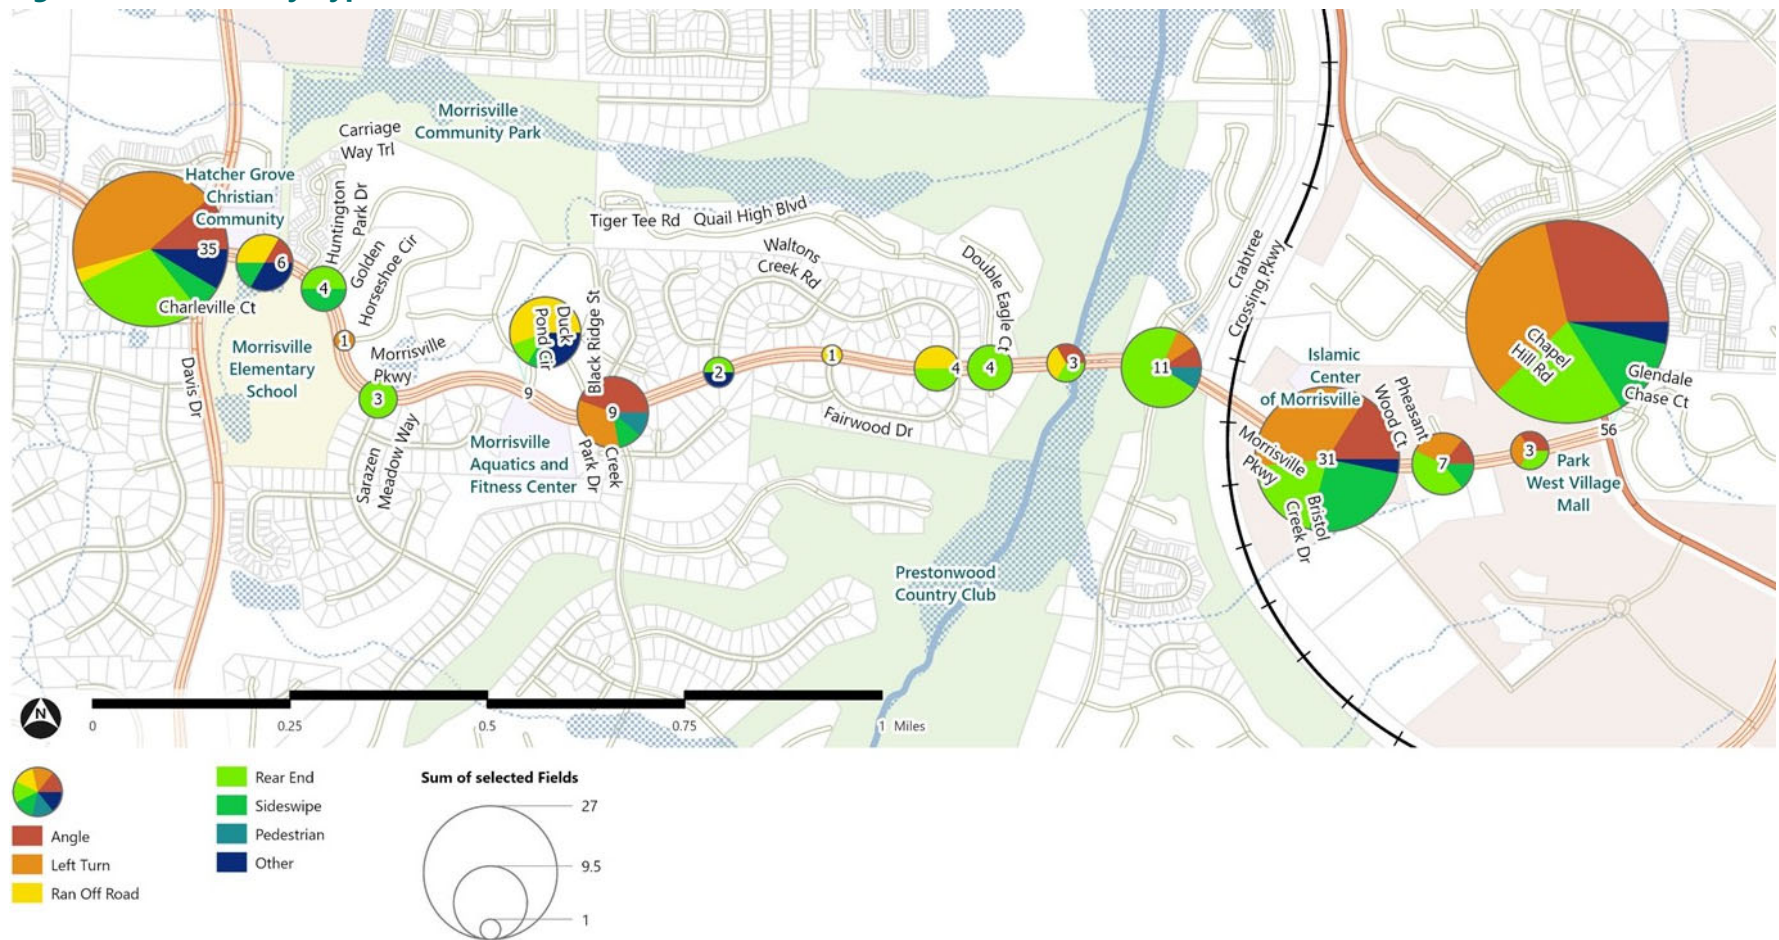 Morrisville
Community Park
Carriage
Way Trl
Hatcher Grove
Christian
Community
Huntington
Park Dr
Golden
Horseshoe Cir
Tiger Tee Rd
Quail High Blvd
Waltons
Creek Rd
Double Eagle Ct
Crabtree
Crossing Pkwy
35
6
4
1
Charleville Ct
Morrisville
Elementary
School
Davis Dr
Morrisville
Pkwy
3
Sarazen
Meadow Way
Duck
Pond Cir
9
Black Ridge St
9
Morrisville
Aquatics and
Fitness Center
Creek
Park Dr
2
1
Fairwood Dr
4
4
3
11
Prestonwood
Country Club
Islamic
Center
of Morrisville
Morrisville
Pkwy
31
Bristol
Creek Dr
Pheasant
Wood Ct
7
3
Chapel
Hill Rd
Glendale
Chase Ct
56
Park
West Village
Mall
N
0
0.25
0.5
0.75
1 Miles
Angle
Left Turn
Ran Off Road
Rear End
Sideswipe
Pedestrian
Other
Sum of selected Fields
27
9.5
1